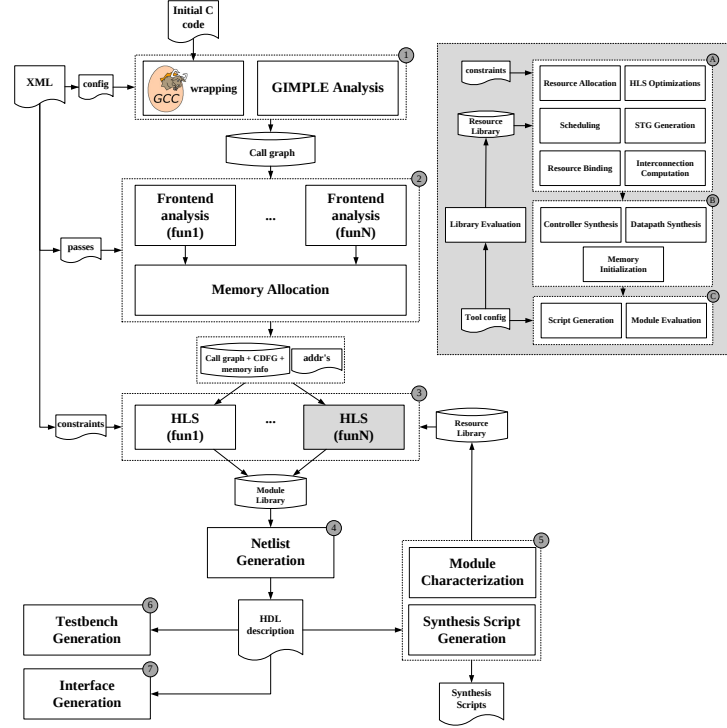 Initial C
code
1
XML
config
GCC
wrapping
GIMPLE Analysis
Call graph
2
Frontend
analysis
(fun1)
...
Frontend
analysis
(funN)
passes
Memory Allocation
Call graph + CDFG +
memory info
addr's
3
constraints
HLS
(fun1)
...
HLS
(funN)
Resource
Library
Module
Library
4
Netlist
Generation
5
Module
Characterization
Synthesis Script
Generation
6
Testbench
Generation
HDL
description
7
Interface
Generation
Synthesis
Scripts
A
constraints
Resource Allocation
HLS Optimizations
Resource
Library
Scheduling
STG Generation
Resource Binding
Interconnection
Computation
B
Library Evaluation
Controller Synthesis
Datapath Synthesis
Memory
Initialization
C
Tool config
Script Generation
Module Evaluation